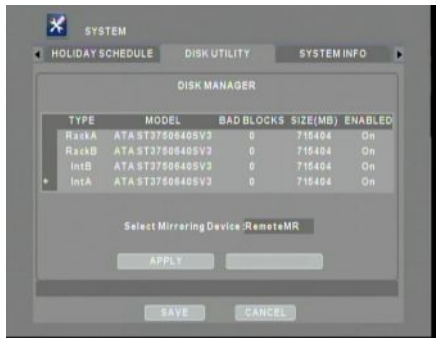 SYSTEM
HOLIDAY SCHEDULE DISK UTILITY SYSTEM INFO
DISK MANAGER
TYPE MODEL BAD BLOCKS SIZE(MB) ENABLED
RackA ATA ST3750640SV3 0 715404 On
RackB ATA ST3750640SV3 0 715404 On
IntB ATA ST3750640SV3 0 715404 On
IntA ATA ST3750640SV3 0 715404 On
Select Mirroring Device: RemoteMR
APPLY
SAVE CANCEL